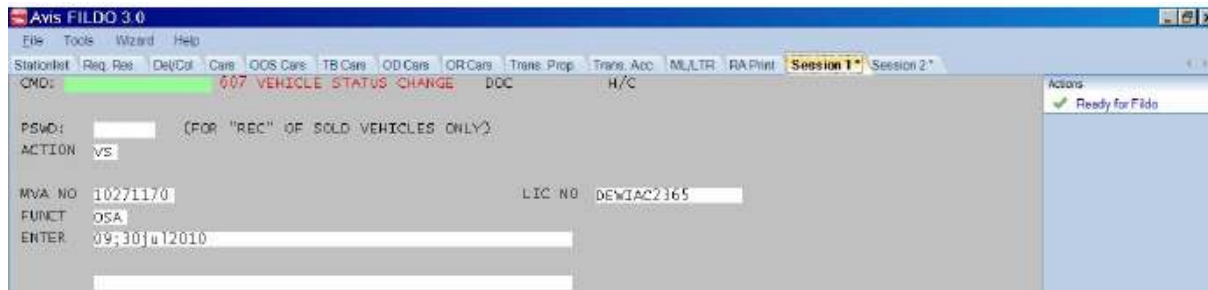 Avis FILDO 3.0
File Tools Wizard Help
Stationlist Req. Res. Del/Col Cars OOS Cars TB Cars OD Cars OR Cars Trans. Prop. Trans. Acc ML/LTR RA Print Session 1* Session 2*
CMD: 607 VEHICLE STATUS CHANGE DOC H/C
Actions
Ready for Fildo
PSWD: (FOR "REC" OF SOLD VEHICLES ONLY)
ACTION VS
MVA NO 10271170 LIC NO DEWIAC2365
FUNCT OSA
ENTER 09;30jul2010